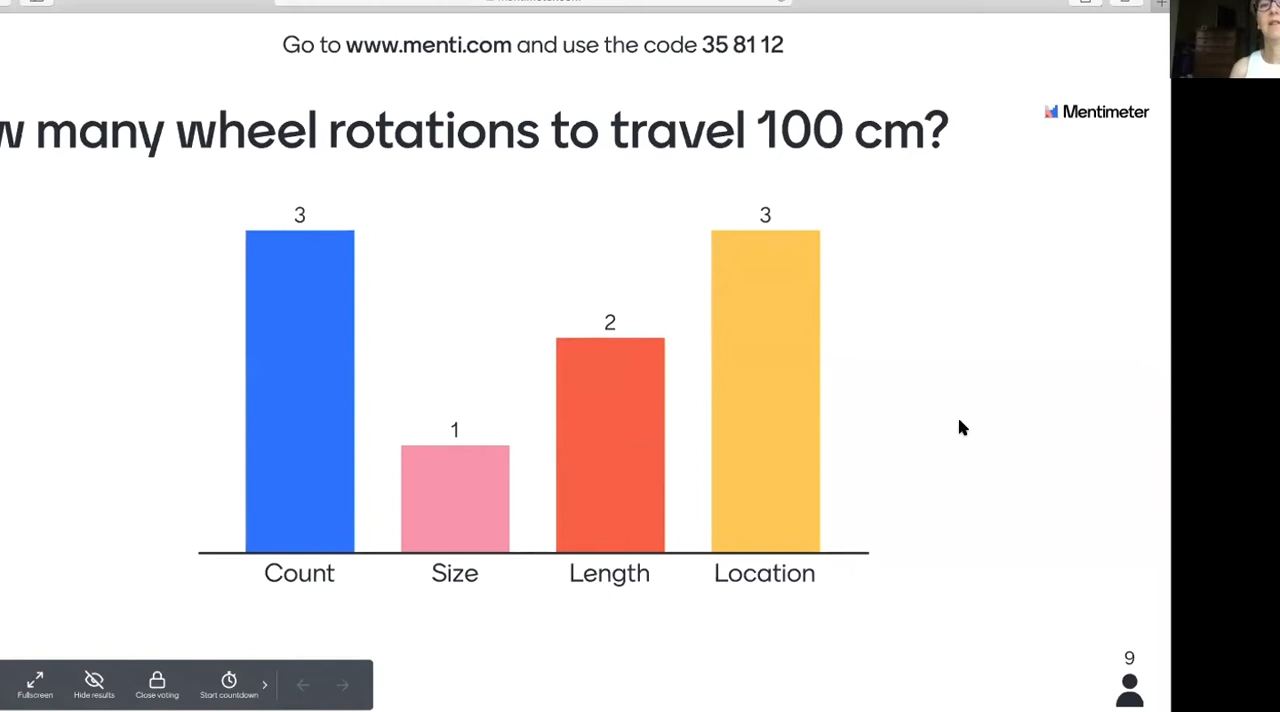 Go to www.menti.com and use the code 35 81 12
many wheel rotations to travel 100 cm?
Mentimeter
3
3
2
1
Count
Size
Length
Location
9
Fullscreen
Hide results
Close voting
Start countdown